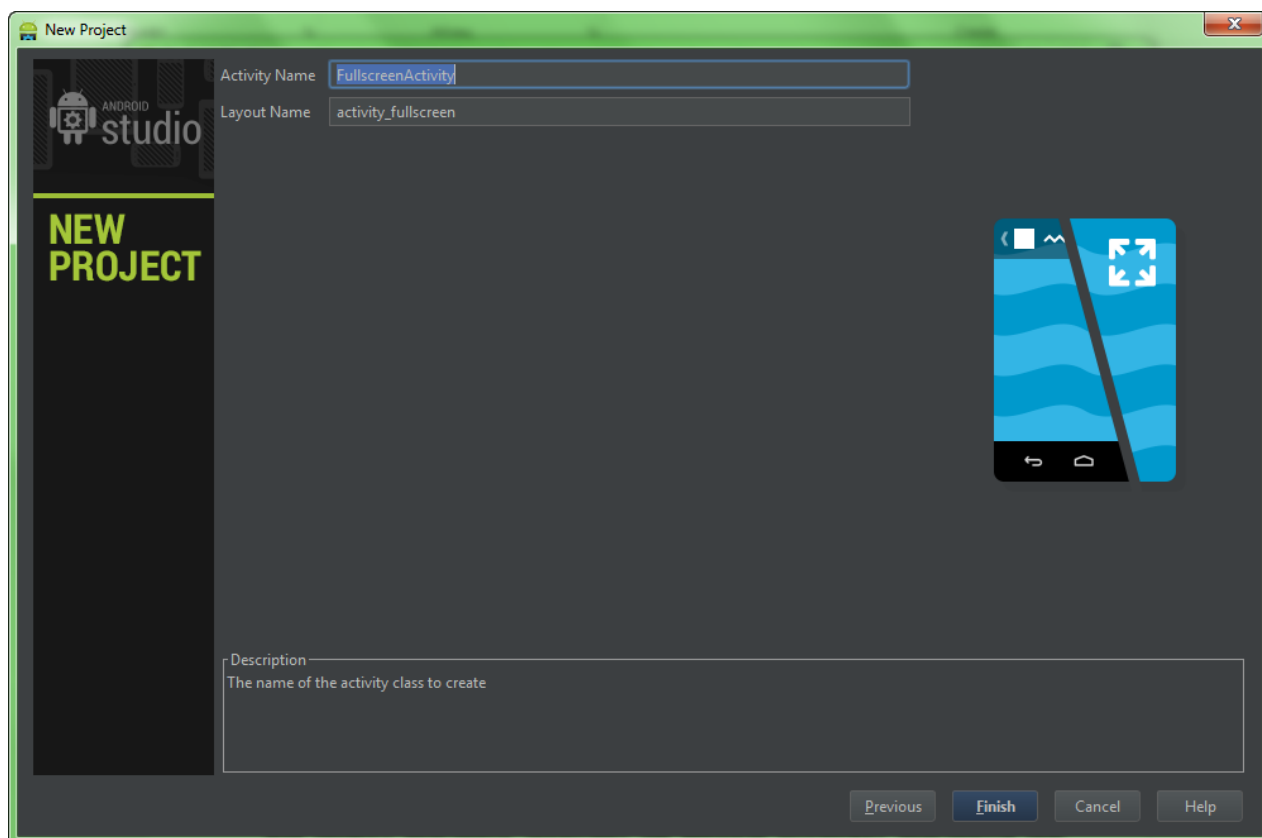 New Project
ANDROID
studio
NEW
PROJECT
Activity Name FullscreenActivity
Layout Name activity_fullscreen
Description
The name of the activity class to create
Previous Finish Cancel Help